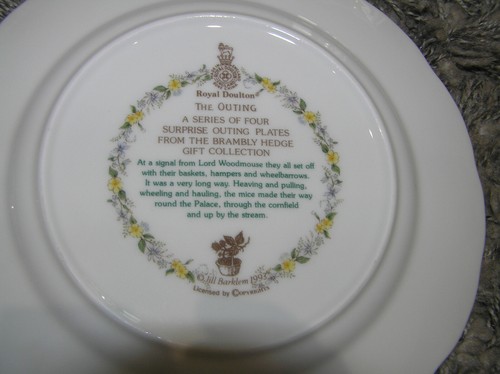 Royal Doulton®
THE OUTING
A SERIES OF FOUR
SURPRISE OUTING PLATES
FROM THE BRAMBLY HEDGE
GIFT COLLECTION
At a signal from Lord Woodmouse they all set off
with their baskets, hampers and wheelbarrows.
It was a very long way. Heaving and pulling,
wheeling and hauling, the mice made their way
round the Palace, through the cornfield
and up by the stream.
© Jill Barklem 1993
Licensed by COPYRIGHTS